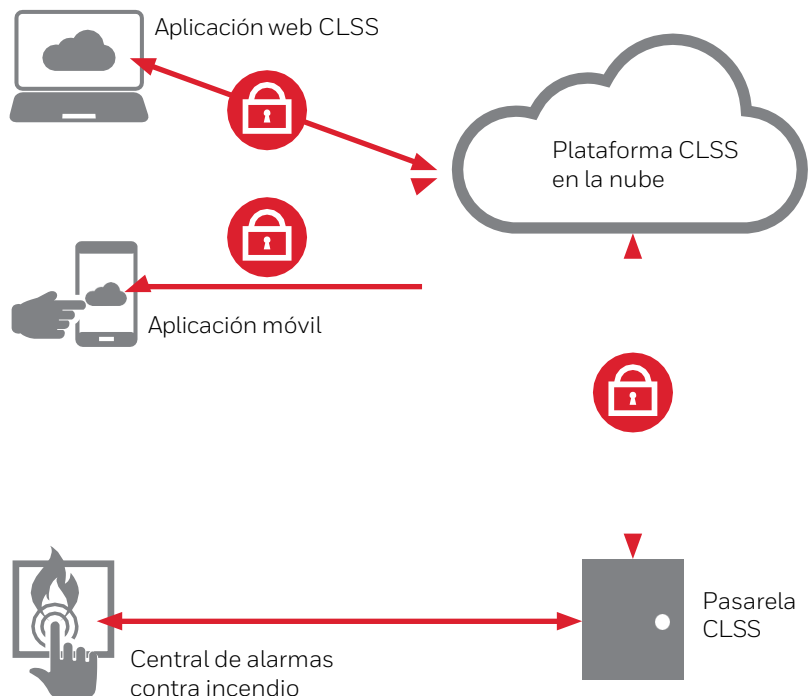 Aplicación web CLSS
Plataforma CLSS
en la nube
Aplicación móvil
Pasarela
CLSS
Central de alarmas
contra incendio